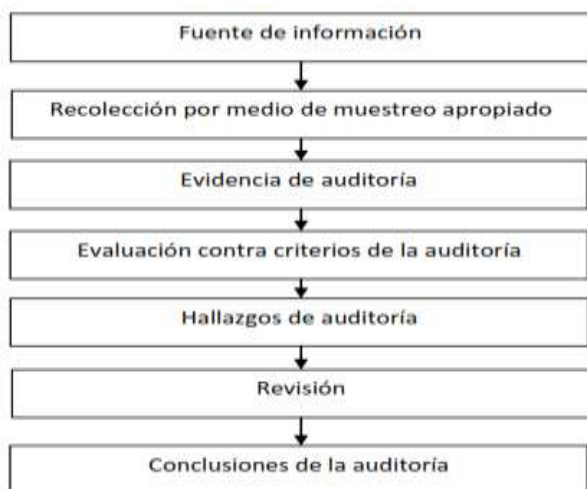 Fuente de información
Recolección por medio de muestreo apropiado
Evidencia de auditoría
Evaluación contra criterios de la auditoría
Hallazgos de auditoría
Revisión
Conclusiones de la auditoría